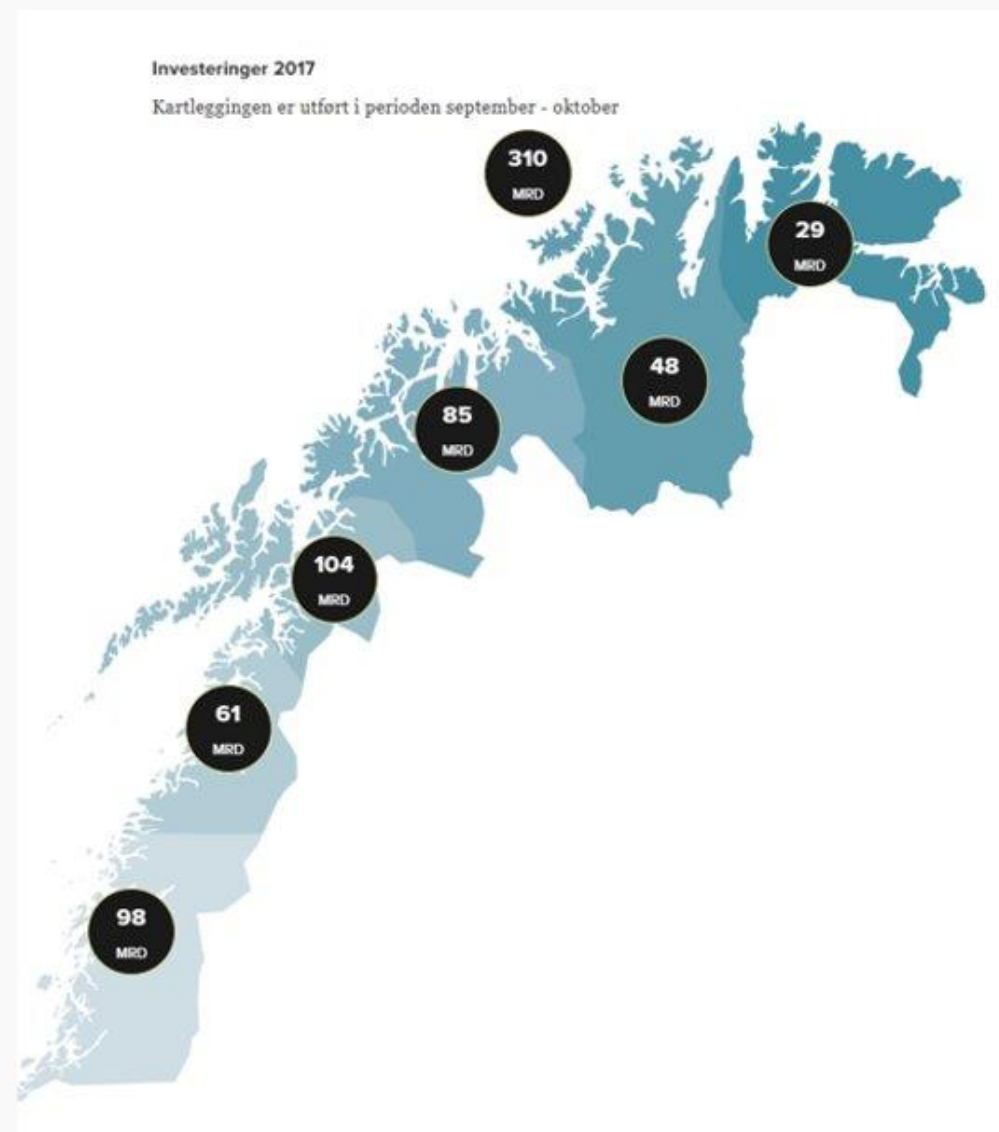 Investeringer 2017
Kartleggingen er utført i perioden september - oktober
310
MRD
29
MRD
48
MRD
85
MRD
104
MRD
61
MRD
98
MRD